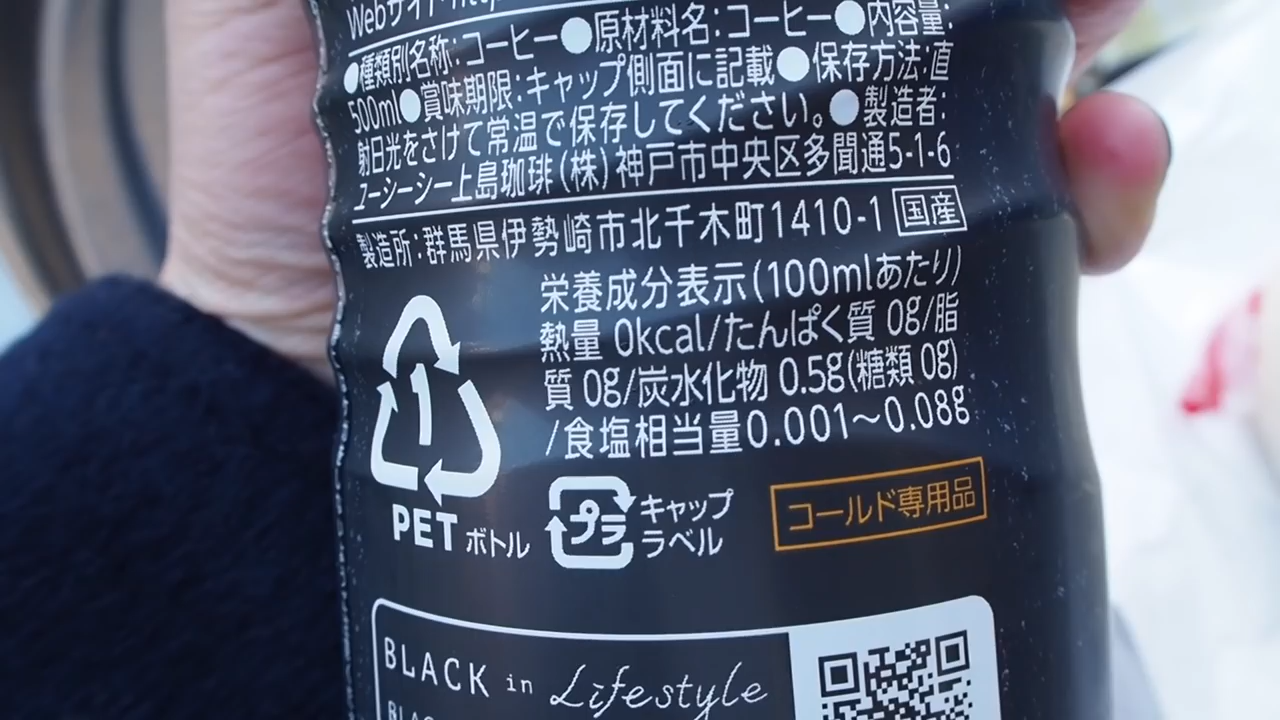 Webサイト
●種類別名称:コーヒー●原材料名:コーヒー●内容量:
500ml●賞味期限:キャップ側面に記載●保存方法:直
射日光をさけて常温で保存してください。●製造者:
ユーシーシー上島珈琲(株)神戸市中央区多聞通5-1-6
製造所:群馬県伊勢崎市北千木町1410-1 国産
栄養成分表示(100mlあたり)
熱量 0kcal/たんぱく質 0g/脂
質 0g/炭水化物 0.5g(糖類 0g)
/食塩相当量0.001～0.08g
1
PET ボトル
プラ
キャップ
ラベル
コールド専用品
BLACK in Lifestyle